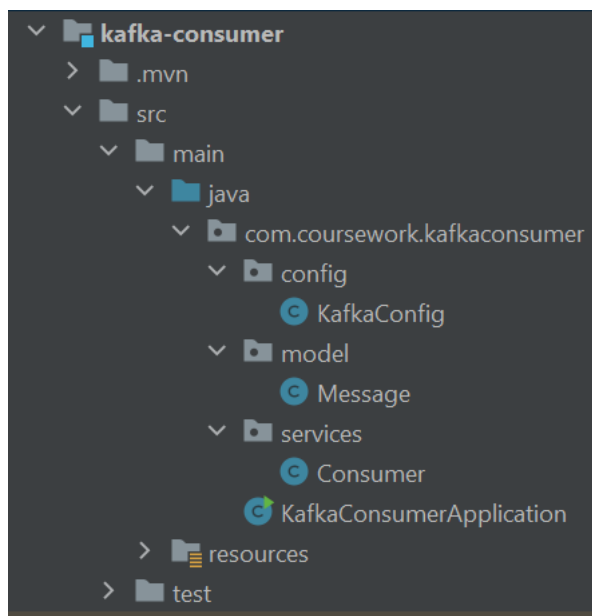 kafka-consumer
.mvn
src
main
java
com.coursework.kafkaconsumer
config
C KafkaConfig
model
C Message
services
C Consumer
C KafkaConsumerApplication
resources
test